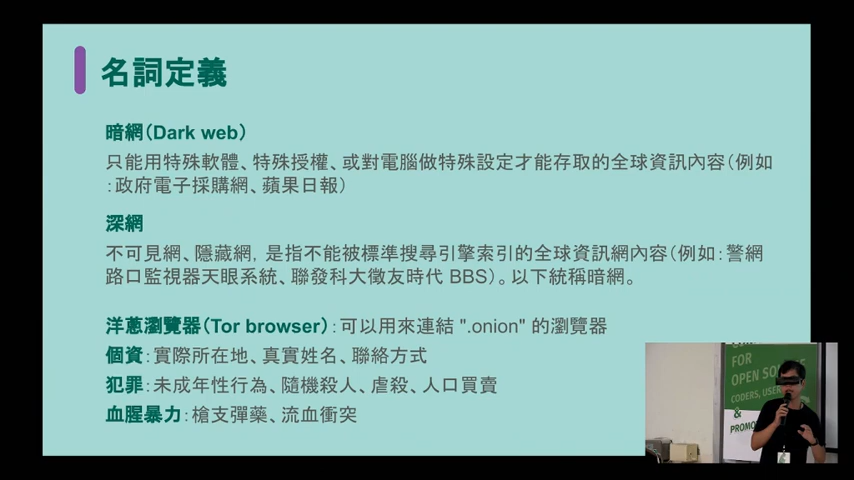 名詞定義
暗網(Dark web)
只能用特殊軟體、特殊授權、或對電腦做特殊設定才能存取的全球資訊內容(例如
:政府電子採購網、蘋果日報)
深網
不可見網、隱藏網, 是指不能被標準搜尋引擎索引的全球資訊網內容(例如:警網
路口監視器天眼系統、聯發科大徵友時代 BBS)。以下統稱暗網。
洋蔥瀏覽器(Tor browser):可以用來連結 ".onion" 的瀏覽器
個資:實際所在地、真實姓名、聯絡方式
犯罪:未成年性行為、隨機殺人、虐殺、人口買賣
血腥暴力:槍支彈藥、流血衝突
FOR
OPEN
CODERS, USER
&
PROMO